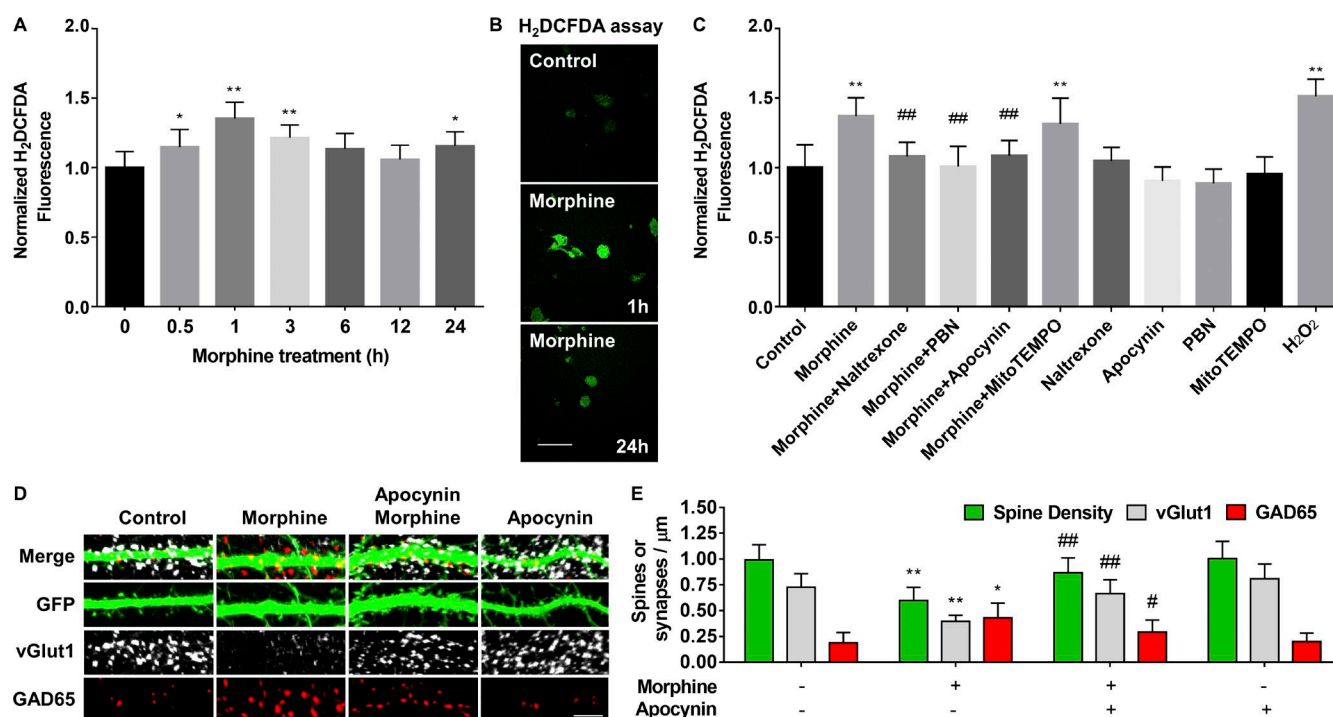 A
Normalized H₂DCFDA
Fluorescence
2.0
1.5
1.0
0.5
0.0
*
**
**
*
0 0.5 1 3 6 12 24
Morphine treatment (h)
B
H₂DCFDA assay
Control
Morphine
1h
Morphine
24h
C
Normalized H₂DCFDA
Fluorescence
2.0
1.5
1.0
0.5
0.0
**
##
##
##
**
**
Control
Morphine
Morphine+Naltrexone
Morphine+PBN
Morphine+Apocynin
Morphine+MitoTEMPO
Naltrexone
Apocynin
PBN
MitoTEMPO
H₂O₂
D
Control
Morphine
Apocynin
Morphine
Apocynin
Merge
GFP
vGlut1
GAD65
E
Spines or
synapses / μm
1.50
1.25
1.00
0.75
0.50
0.25
0.00
Spine Density vGlut1 GAD65
** ** * ## ## #
Morphine - + + -
Apocynin - - + +